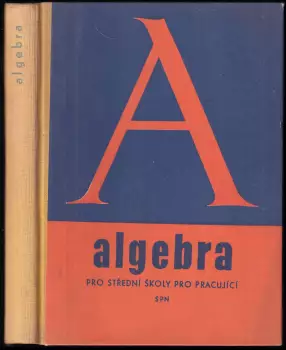 algebra
A
algebra
PRO STŘEDNÍ ŠKOLY PRO PRACUJÍCÍ
SPN